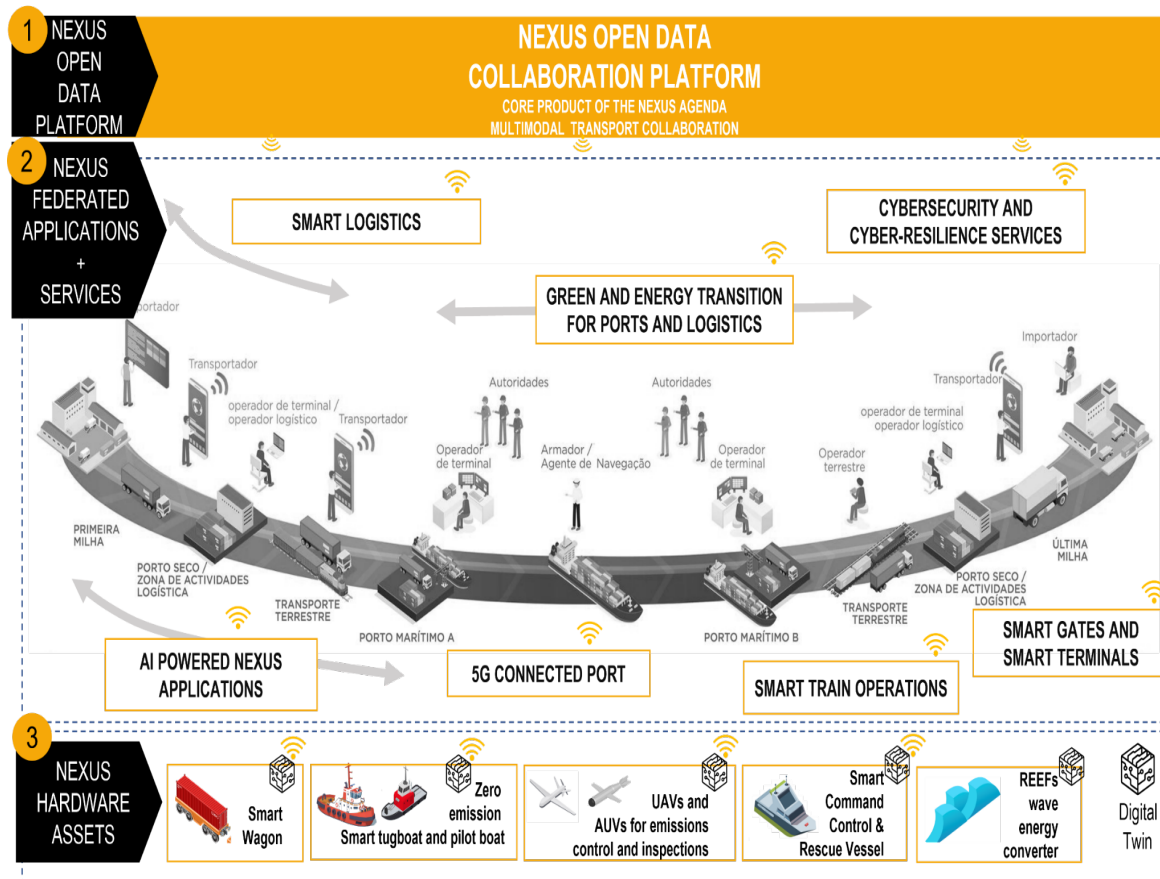 1
NEXUS
OPEN
DATA
PLATFORM
NEXUS OPEN DATA
COLLABORATION PLATFORM
CORE PRODUCT OF THE NEXUS AGENDA
MULTIMODAL TRANSPORT COLLABORATION
2
NEXUS
FEDERATED
APPLICATIONS
+
SERVICES
SMART LOGISTICS
CYBERSECURITY AND
CYBER-RESILIENCE SERVICES
GREEN AND ENERGY TRANSITION
FOR PORTS AND LOGISTICS
portador
Transportador
operador de terminal /
operador logístico
Transportador
Autoridades
Operador
de terminal
Armador /
Agente de Navegação
Autoridades
Operador
de terminal
Operador
terrestre
operador de terminal
operador logístico
Transportador
Importador
PRIMEIRA
MILHA
PORTO SECO /
ZONA DE ACTIVIDADES
LOGÍSTICA
TRANSPORTE
TERRESTRE
PORTO MARÍTIMO A
PORTO MARÍTIMO B
TRANSPORTE
TERRESTRE
PORTO SECO /
ZONA DE ACTIVIDADES
LOGÍSTICA
ÚLTIMA
MILHA
AI POWERED NEXUS
APPLICATIONS
5G CONNECTED PORT
SMART TRAIN OPERATIONS
SMART GATES AND
SMART TERMINALS
3
NEXUS
HARDWARE
ASSETS
Smart
Wagon
Zero
emission
Smart tugboat and pilot boat
UAVs and
AUVs for emissions
control and inspections
Smart
Command
Control &
Rescue Vessel
REEFs
wave
energy
converter
Digital
Twin